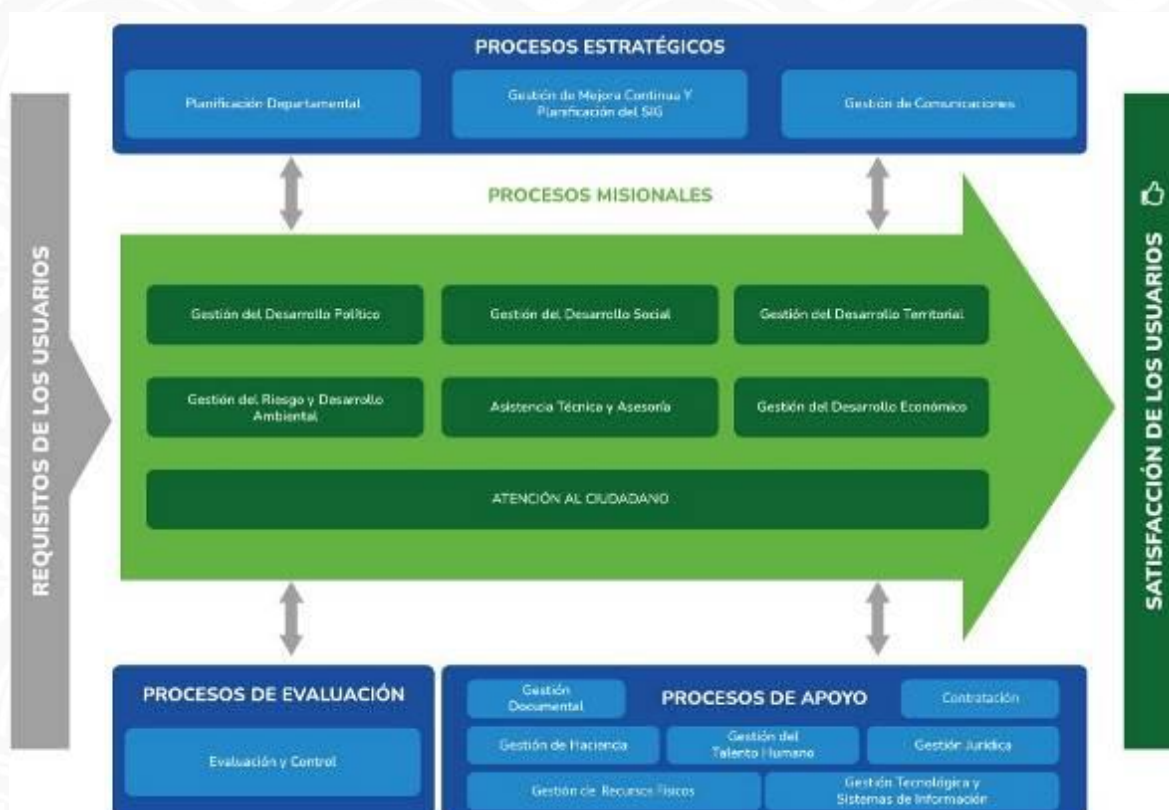 PROCESOS ESTRATÉGICOS
Planificación Departamental
Gestión de Mejora Continua Y
Planificación del SIG
Gestión de Comunicaciones
REQUISITOS DE LOS USUARIOS
PROCESOS MISIONALES
Gestión del Desarrollo Político
Gestión del Desarrollo Social
Gestión del Desarrollo Territorial
Gestión del Riesgo y Desarrollo
Ambiental
Asistencia Técnica y Asesoría
Gestión del Desarrollo Económico
ATENCIÓN AL CIUDADANO
SATISFACCIÓN DE LOS USUARIOS
PROCESOS DE EVALUACIÓN
Evaluación y Control
PROCESOS DE APOYO
Gestión
Documental
Contratación
Gestión de Hacienda
Gestión del
Talento Humano
Gestión Jurídica
Gestión de Recursos Físicos
Gestión Tecnológica y
Sistemas de Información